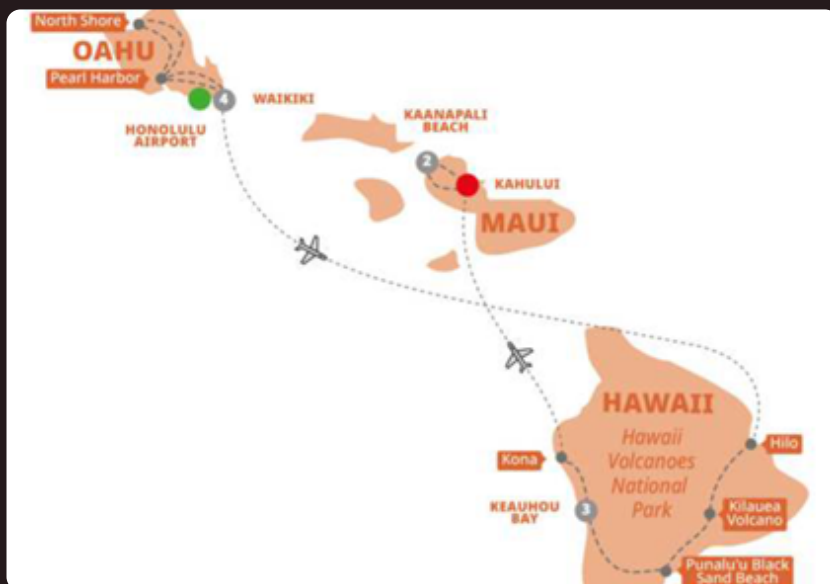 North Shore
OAHU
Pearl Harbor
4
WAIKIKI
HONOLULU
AIRPORT
KAANAPALI
BEACH
2
KAHULUI
MAUI
HAWAII
Hawaii
Volcanoes
National
Park
Kona
Hilo
KEAUHOU
BAY
3
Kilauea
Volcano
Punalu'u Black
Sand Beach